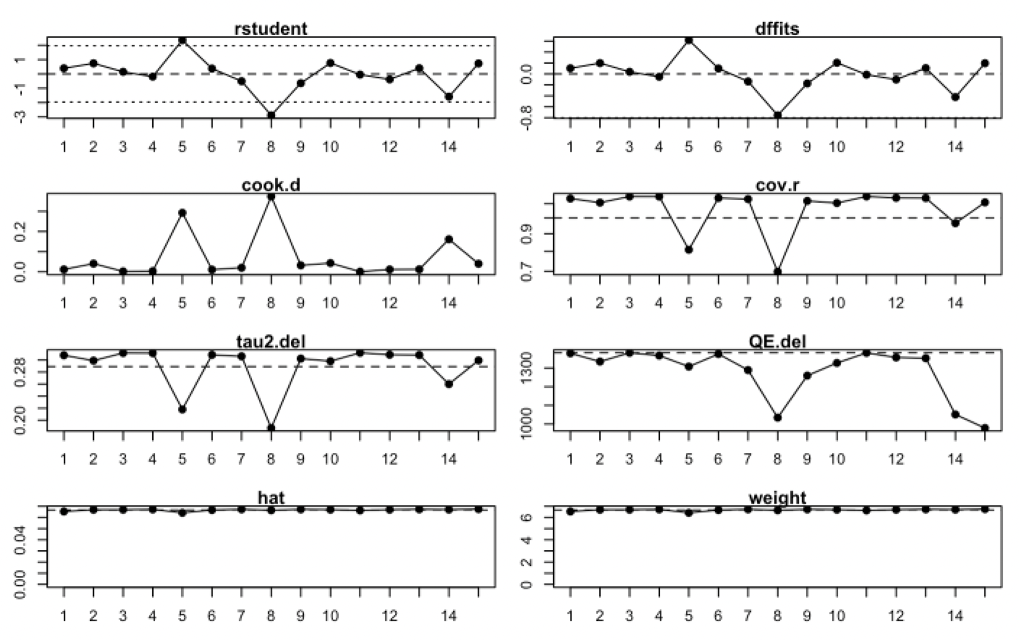 rstudent
1
-1
-3
1 2 3 4 5 6 7 8 9 10 12 14
dffits
0.0
-0.8
1 2 3 4 5 6 7 8 9 10 12 14
cook.d
0.2
0.0
1 2 3 4 5 6 7 8 9 10 12 14
cov.r
0.9
0.7
1 2 3 4 5 6 7 8 9 10 12 14
tau2.del
0.28
0.20
1 2 3 4 5 6 7 8 9 10 12 14
QE.del
1300
1000
1 2 3 4 5 6 7 8 9 10 12 14
hat
0.04
0.00
1 2 3 4 5 6 7 8 9 10 12 14
weight
6
4
2
0
1 2 3 4 5 6 7 8 9 10 12 14